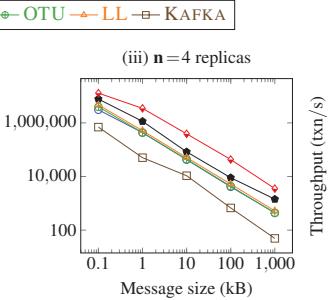 OTU LL KAFKA
(iii) n = 4 replicas
1,000,000
10,000
100
0.1 1 10 100 1,000
Message size (kB)
Throughput (txn/s)